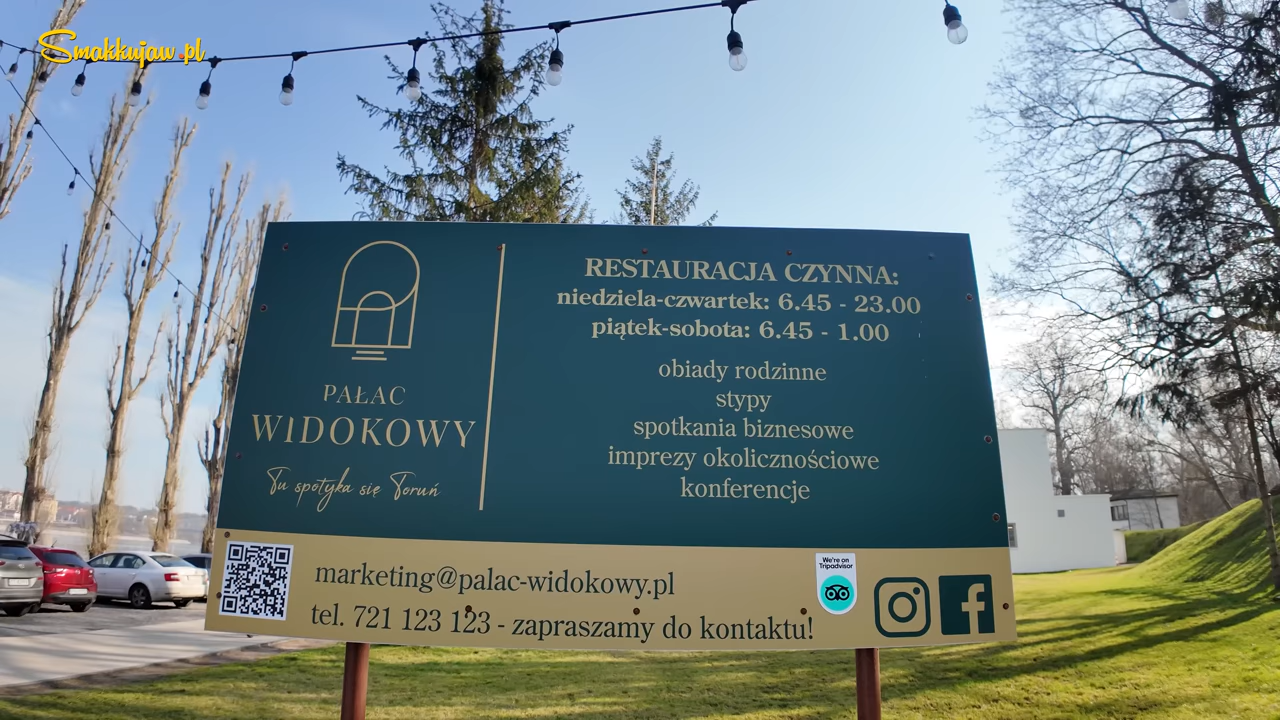 Smakkujaw.pl
PAŁAC
WIDOKOWY
Tu spotyka się Toruń
RESTAURACJA CZYNNA:
niedziela-czwartek: 6.45 - 23.00
piątek-sobota: 6.45 - 1.00
obiady rodzinne
stypy
spotkania biznesowe
imprezy okolicznościowe
konferencje
marketing@palac-widokowy.pl
tel. 721 123 123 - zapraszamy do kontaktu!
We're on
Tripadvisor